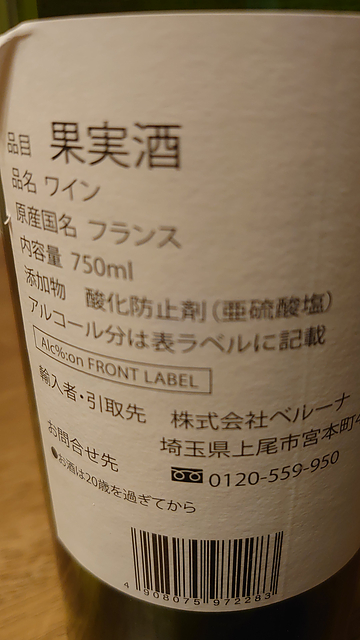 品目 果実酒
品名 ワイン
原産国名 フランス
内容量 750ml
添加物 酸化防止剤(亜硫酸塩)
アルコール分は表ラベルに記載
Alc%:on FRONT LABEL
輸入者・引取先 株式会社ベルーナ
埼玉県上尾市宮本町4
お問合せ先 0120-559-950
●お酒は20歳を過ぎてから
4 908075 972283